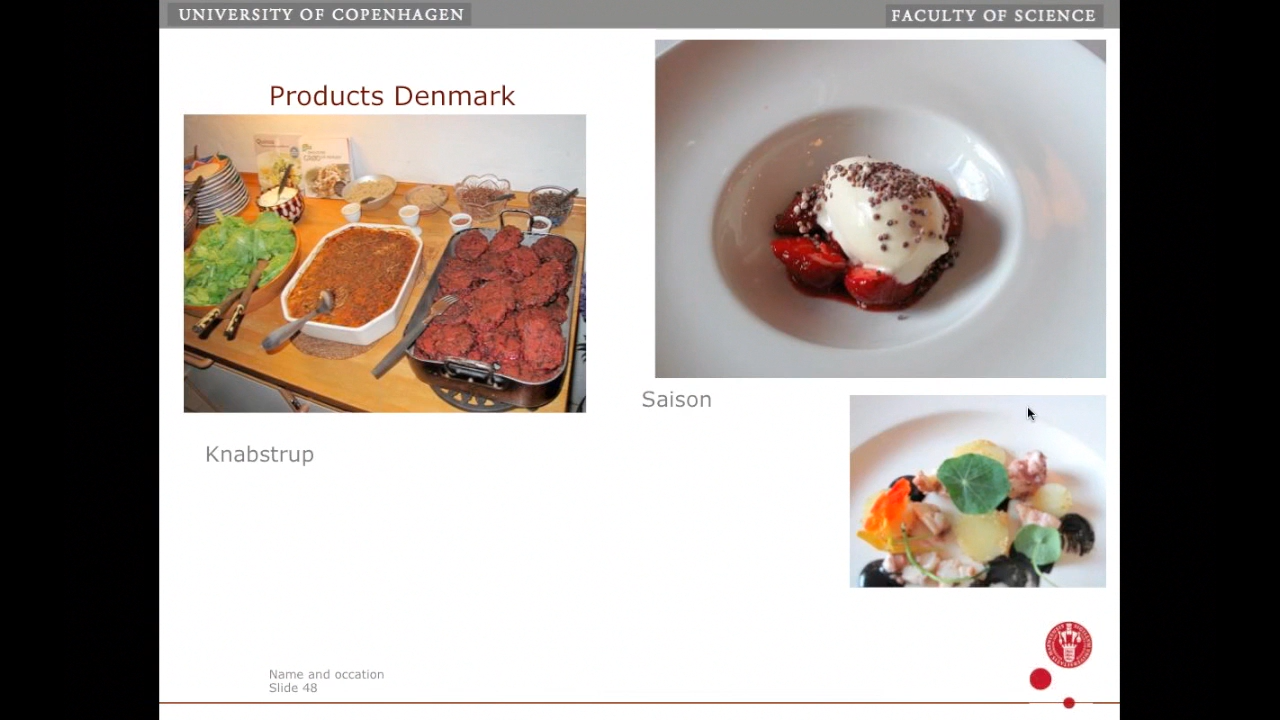 UNIVERSITY OF COPENHAGEN
FACULTY OF SCIENCE
Products Denmark
Saison
Knabstrup
Name and occation
Slide 48